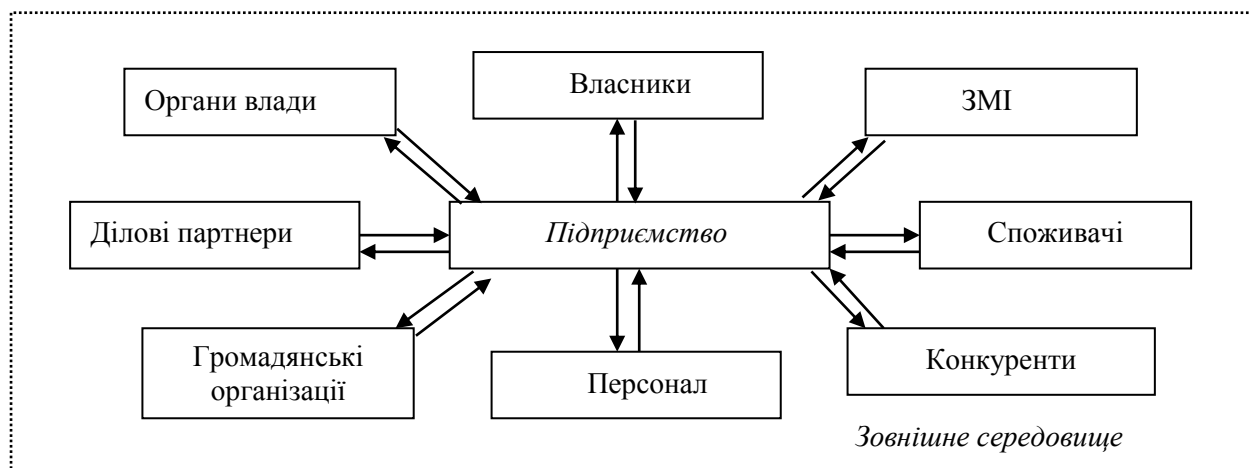 Органи влади
Власники
ЗМІ
Ділові партнери
Підприємство
Споживачі
Громадянські
організації
Персонал
Конкуренти
Зовнішнє середовище